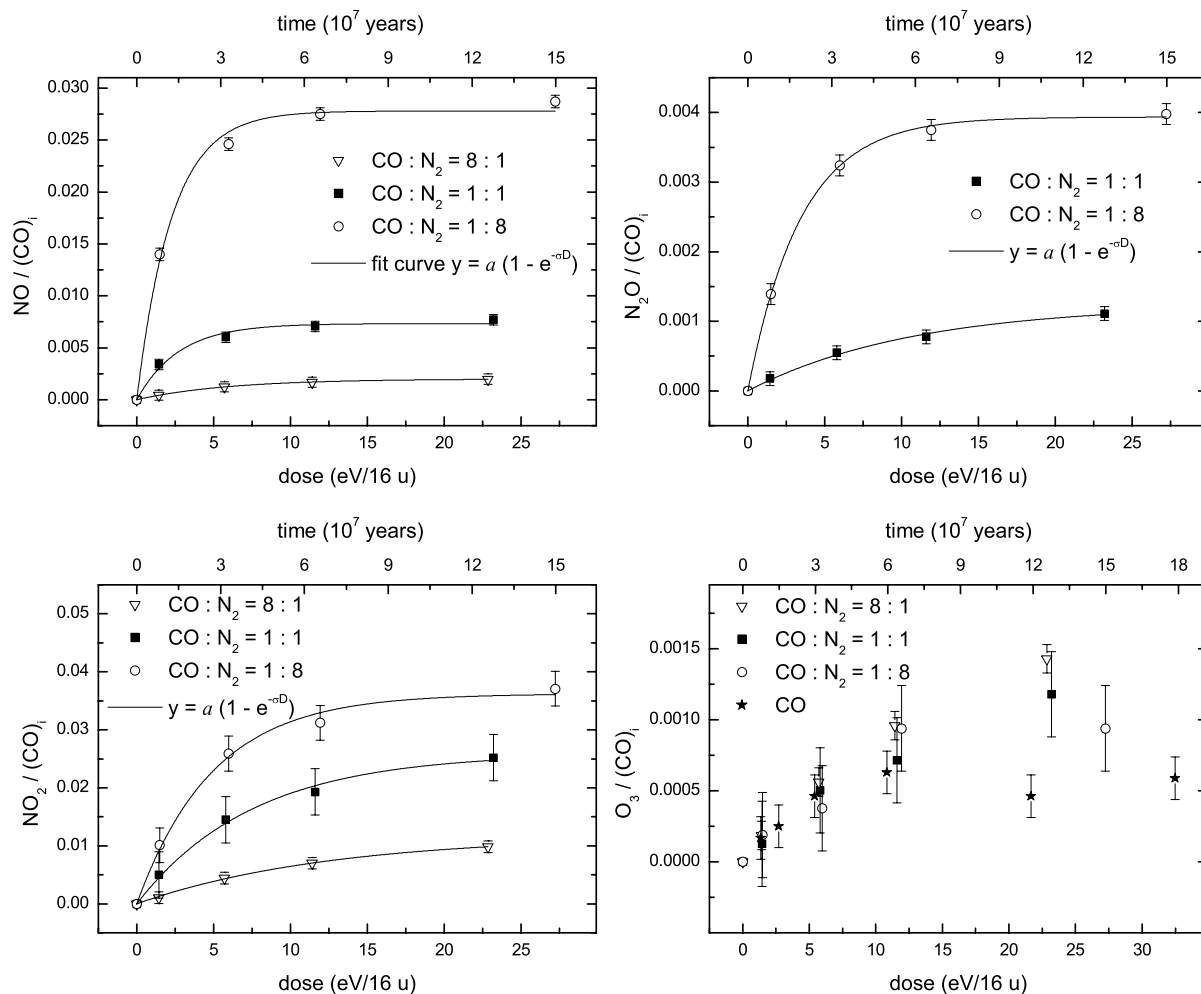 time (10⁷ years)
0 3 6 9 12 15
0.030
0.025
0.020
0.015
0.010
0.005
0.000
NO / (CO)ᵢ
CO : N₂ = 8 : 1
CO : N₂ = 1 : 1
CO : N₂ = 1 : 8
fit curve y = a (1 - e^-σD)
0 5 10 15 20 25
dose (eV/16 u)
time (10⁷ years)
0 3 6 9 12 15
0.004
0.003
0.002
0.001
0.000
N₂O / (CO)ᵢ
CO : N₂ = 1 : 1
CO : N₂ = 1 : 8
y = a (1 - e^-σD)
0 5 10 15 20 25
dose (eV/16 u)
time (10⁷ years)
0 3 6 9 12 15
0.05
0.04
0.03
0.02
0.01
0.00
NO₂ / (CO)ᵢ
CO : N₂ = 8 : 1
CO : N₂ = 1 : 1
CO : N₂ = 1 : 8
y = a (1 - e^-σD)
0 5 10 15 20 25
dose (eV/16 u)
time (10⁷ years)
0 3 6 9 12 15 18
0.0015
0.0010
0.0005
0.0000
O₃ / (CO)ᵢ
CO : N₂ = 8 : 1
CO : N₂ = 1 : 1
CO : N₂ = 1 : 8
CO
0 5 10 15 20 25 30
dose (eV/16 u)